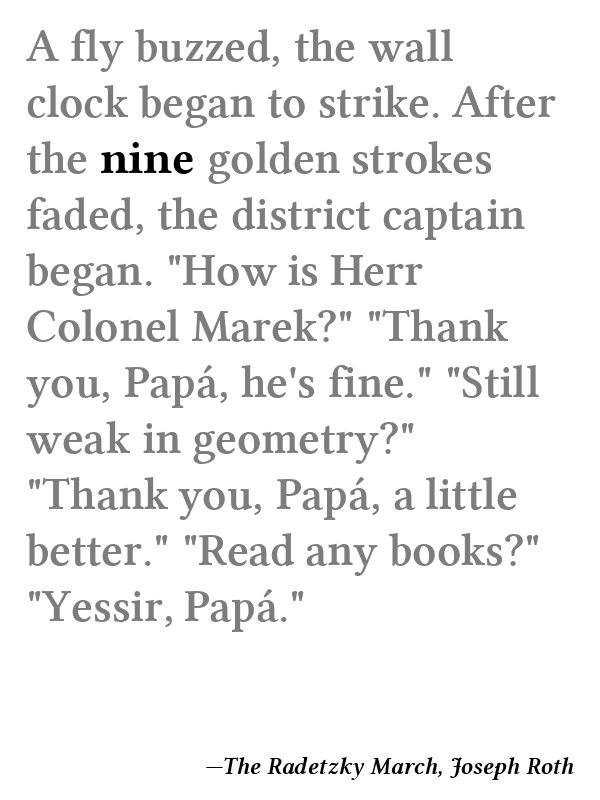 A fly buzzed, the wall
clock began to strike. After
the nine golden strokes
faded, the district captain
began. "How is Herr
Colonel Marek?" "Thank
you, Papá, he's fine." "Still
weak in geometry?"
"Thank you, Papá, a little
better." "Read any books?"
"Yessir, Papá."
—The Radetzky March, Joseph Roth